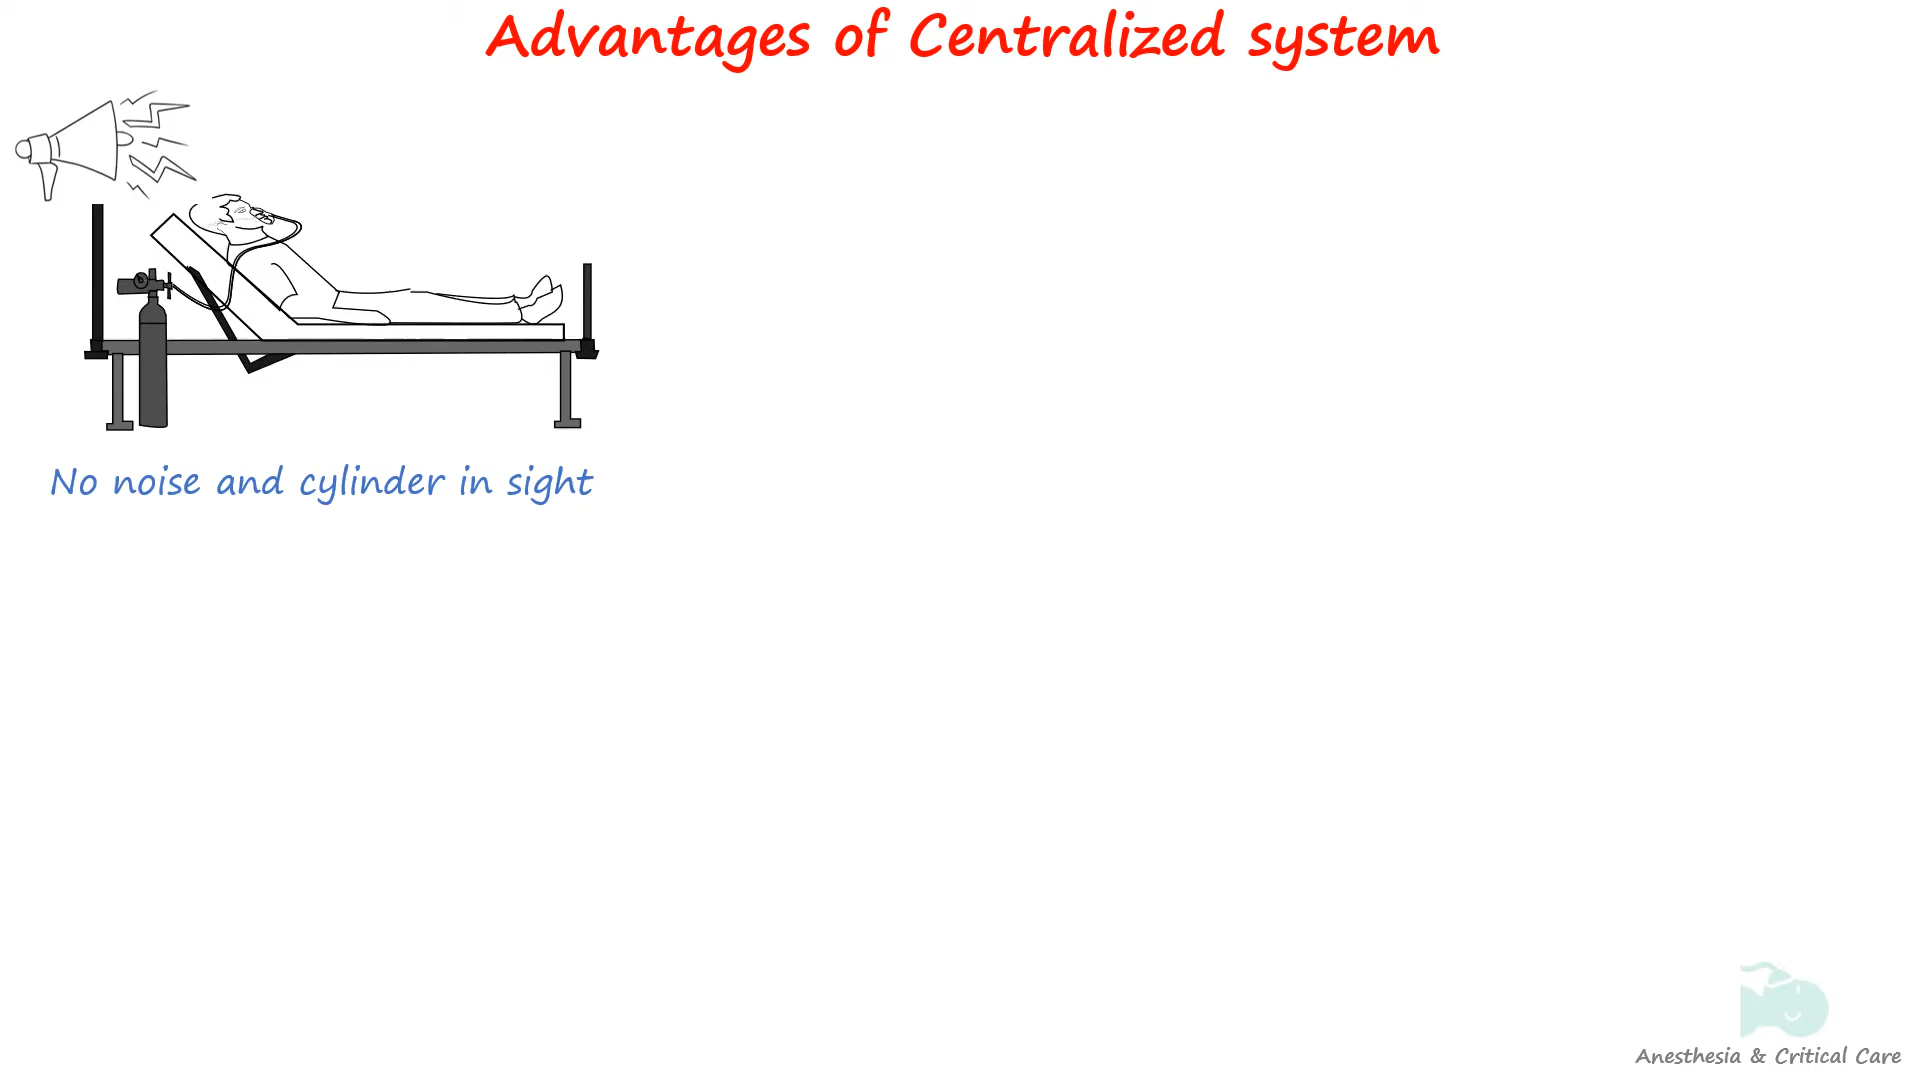 Advantages of Centralized system
No noise and cylinder in sight
Anesthesia & Critical Care